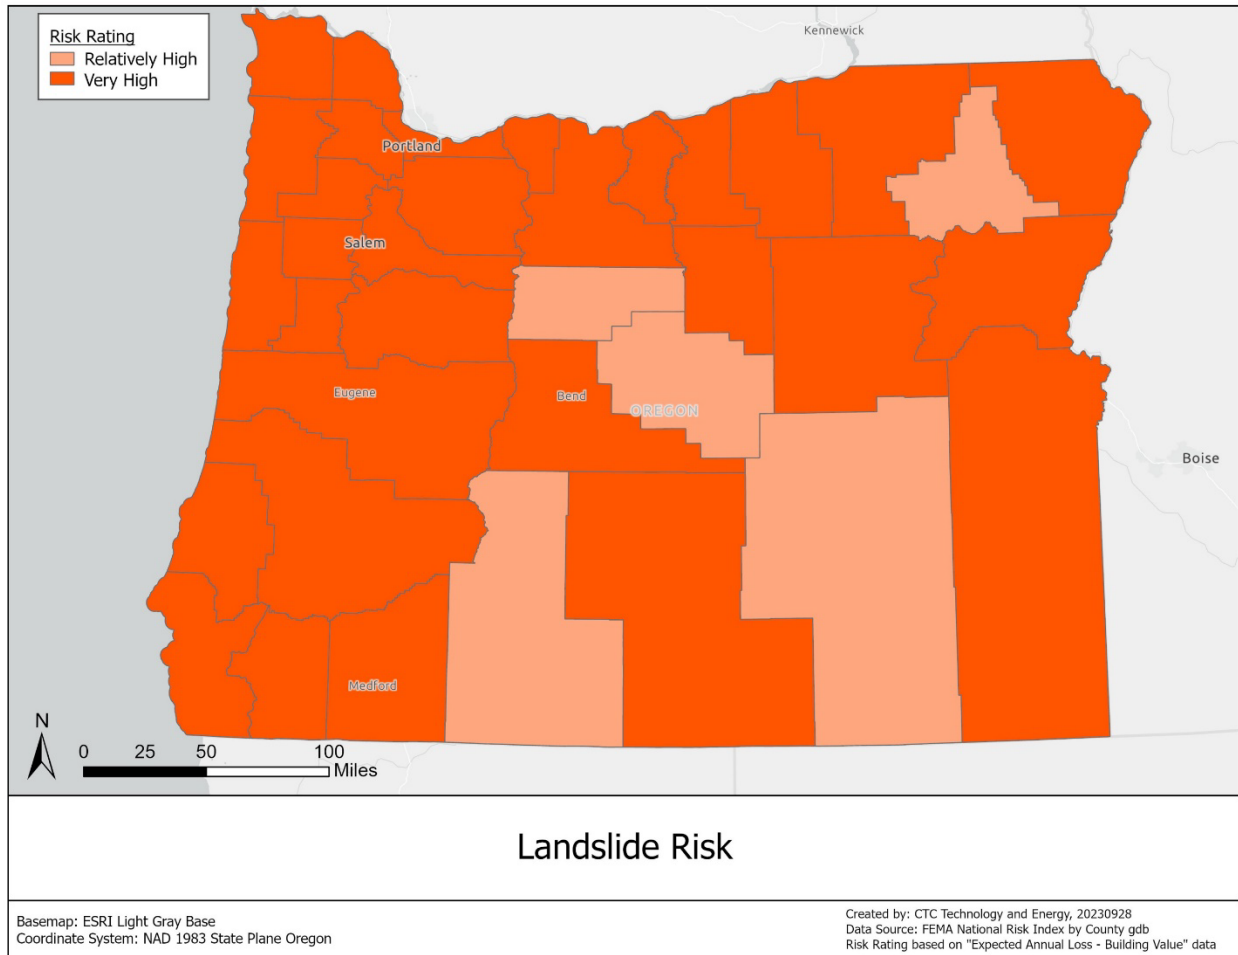 Risk Rating
Relatively High
Very High
Kennewick
Portland
Salem
Eugene
Bend
OREGON
Boise
Medford
N
0 25 50 100
Miles
Landslide Risk
Basemap: ESRI Light Gray Base
Coordinate System: NAD 1983 State Plane Oregon
Created by: CTC Technology and Energy, 20230928
Data Source: FEMA National Risk Index by County gdb
Risk Rating based on "Expected Annual Loss - Building Value" data